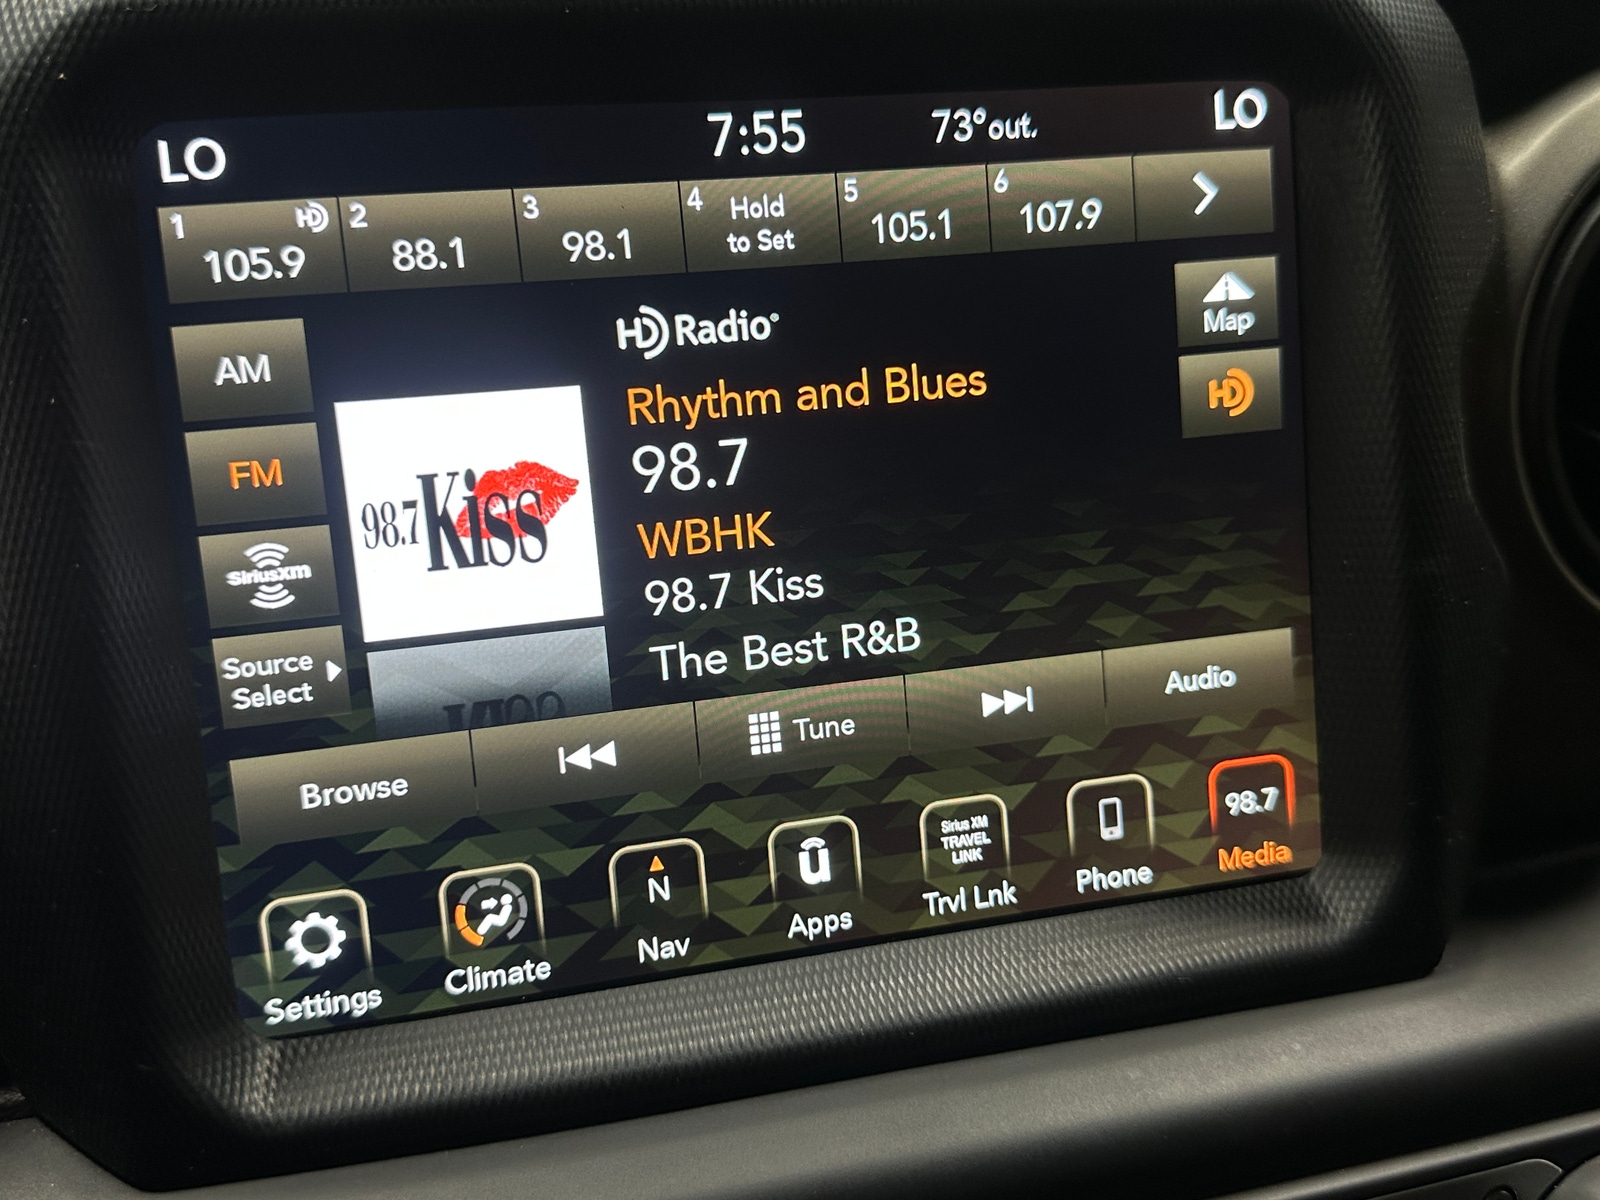 LO
7:55
73° out.
LO
1 HD 105.9
2 88.1
3 98.1
4 Hold to Set
5 105.1
6 107.9
AM
FM
SiriusXM
Source
Select
98.7 Kiss
HD Radio®
Rhythm and Blues
98.7
WBHK
98.7 Kiss
The Best R&B
Map
HD
Browse
Tune
Audio
Settings
Climate
N
Nav
u
Apps
Sirius XM
TRAVEL
LINK
Trvl Lnk
Phone
98.7
Media